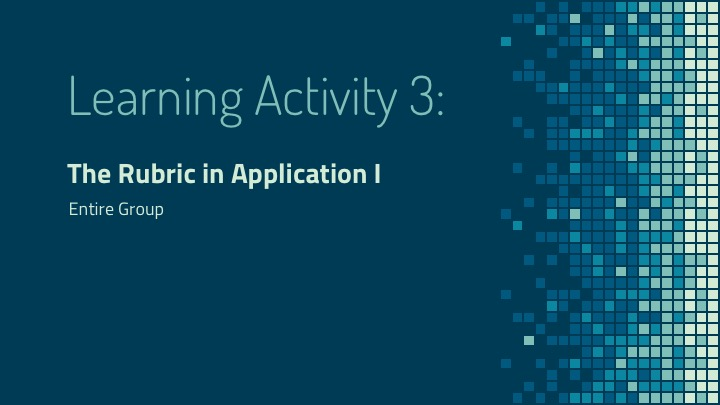 Learning Activity 3:
The Rubric in Application I
Entire Group